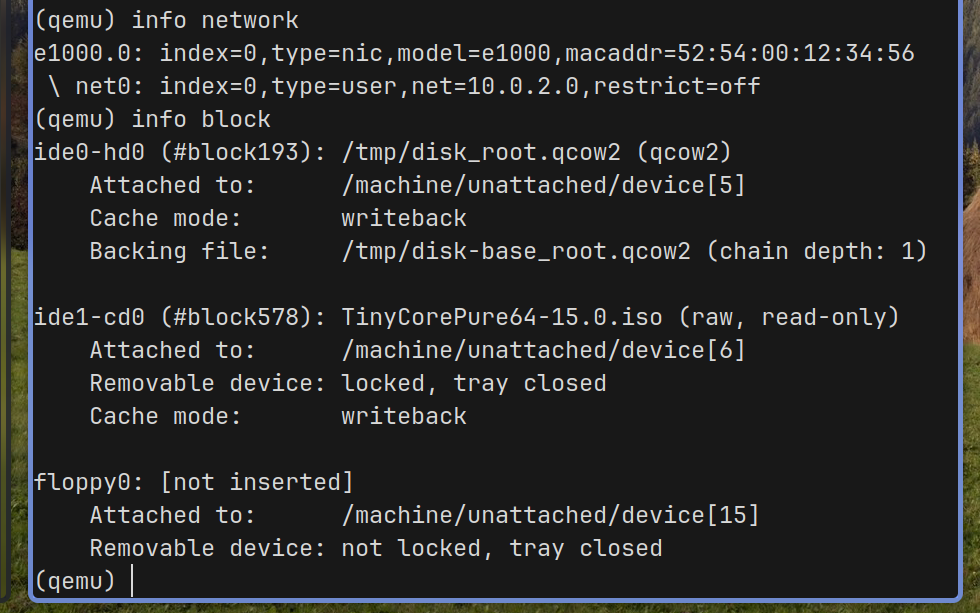 (qemu) info network
e1000.0: index=0,type=nic,model=e1000,macaddr=52:54:00:12:34:56
 \ net0: index=0,type=user,net=10.0.2.0,restrict=off
(qemu) info block
ide0-hd0 (#block193): /tmp/disk_root.qcow2 (qcow2)
    Attached to:      /machine/unattached/device[5]
    Cache mode:       writeback
    Backing file:     /tmp/disk-base_root.qcow2 (chain depth: 1)

ide1-cd0 (#block578): TinyCorePure64-15.0.iso (raw, read-only)
    Attached to:      /machine/unattached/device[6]
    Removable device: locked, tray closed
    Cache mode:       writeback

floppy0: [not inserted]
    Attached to:      /machine/unattached/device[15]
    Removable device: not locked, tray closed
(qemu)